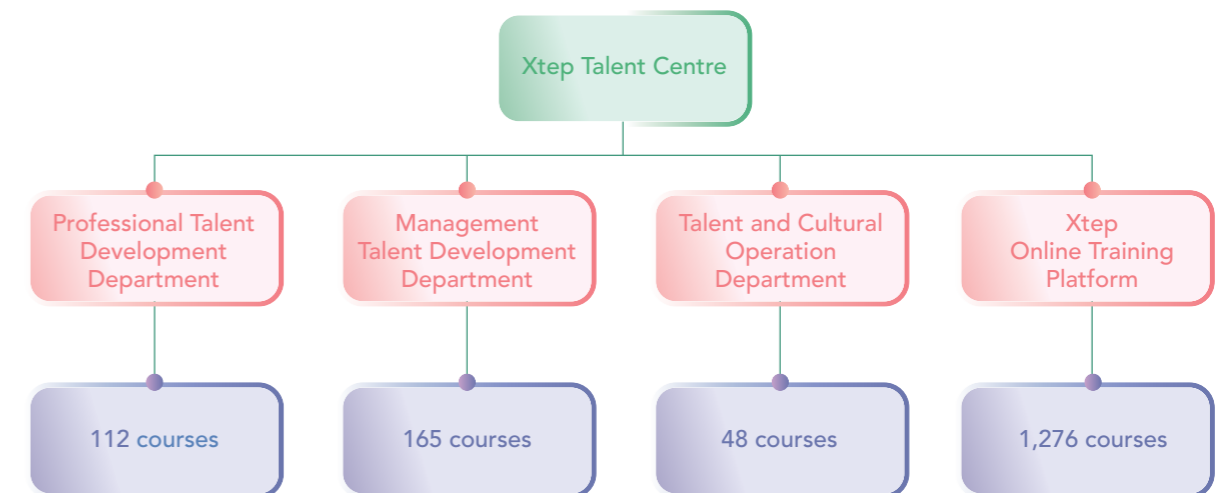 Xtep Talent Centre
Professional Talent
Development
Department
Management
Talent Development
Department
Talent and Cultural
Operation
Department
Xtep
Online Training
Platform
112 courses
165 courses
48 courses
1,276 courses